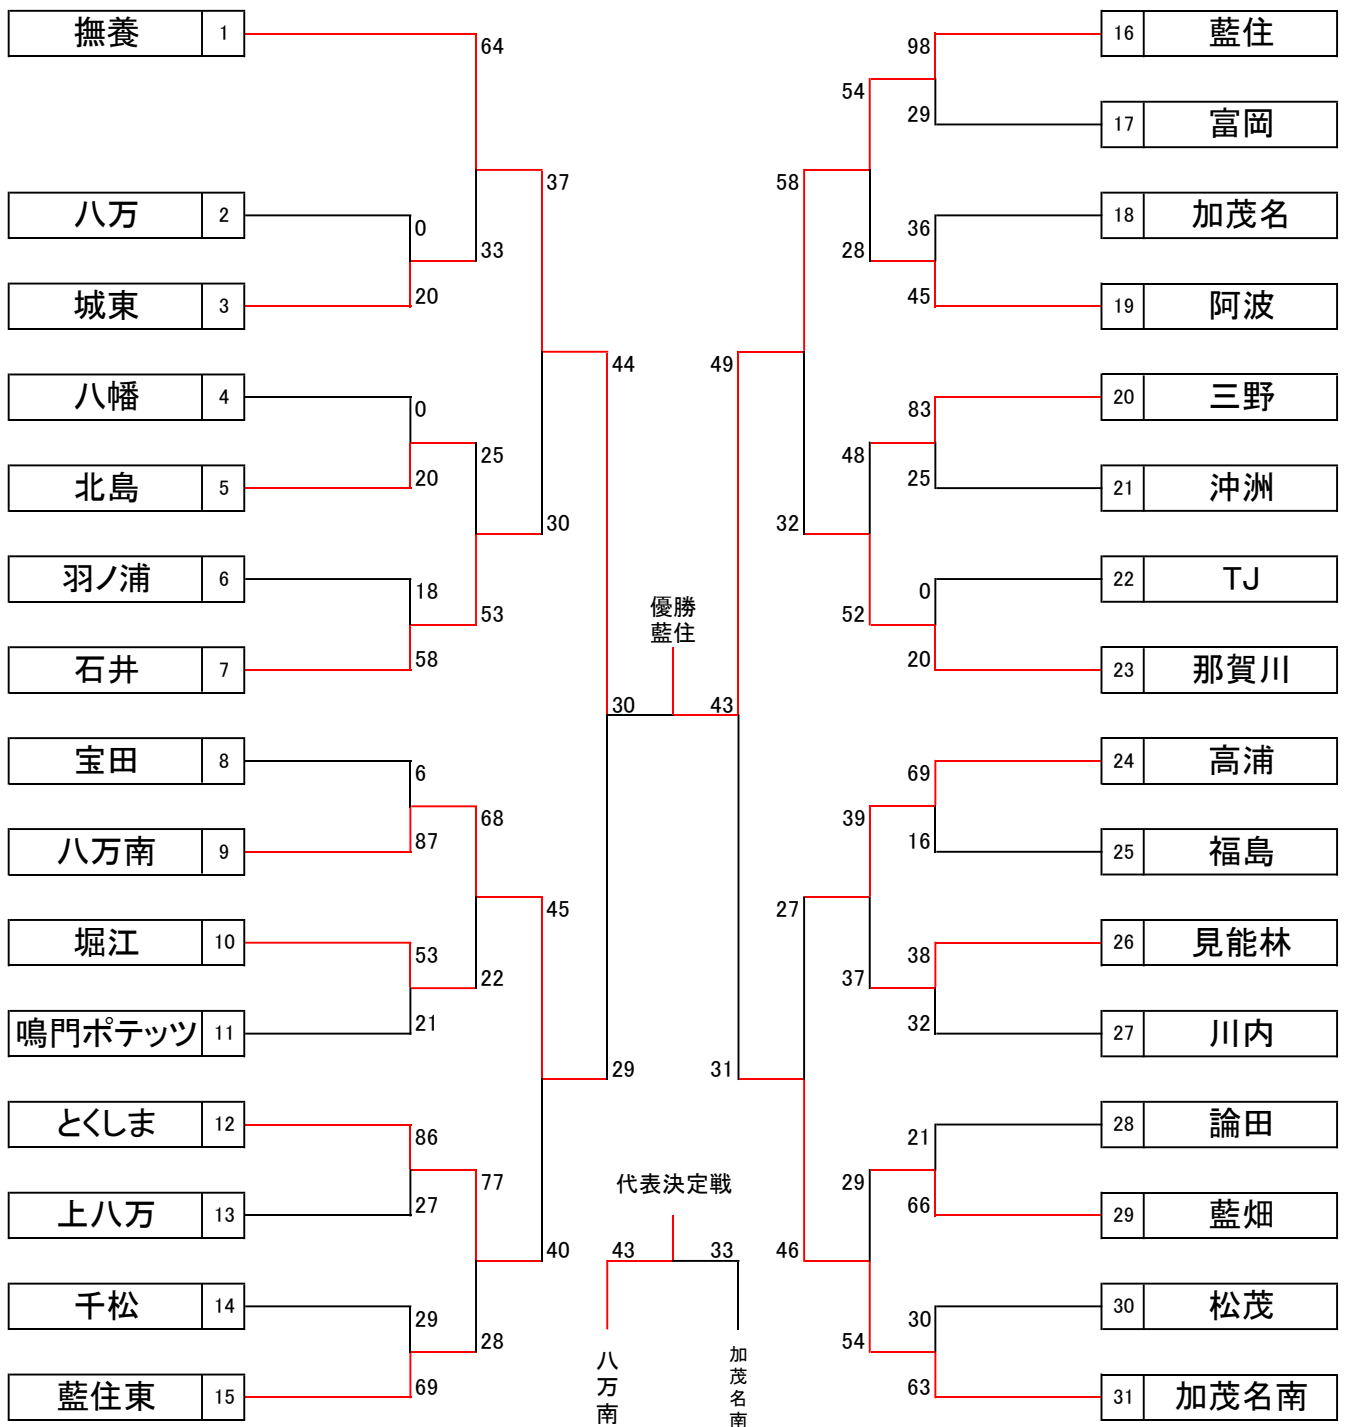 撫養 1
八万 2
城東 3
八幡 4
北島 5
羽ノ浦 6
石井 7
宝田 8
八万南 9
堀江 10
鳴門ポテッツ 11
とくしま 12
上八万 13
千松 14
藍住東 15
64
0
33
20
0
25
20
18
53
58
6
68
87
53
22
21
86
77
27
29
28
69
37
30
45
40
44
29
30
優勝
藍住
43
49
31
代表決定戦
43
33
八万南
加茂名南
58
32
27
46
54
28
48
52
39
37
29
54
98
29
36
45
83
25
0
20
69
16
38
32
21
66
30
63
16 藍住
17 富岡
18 加茂名
19 阿波
20 三野
21 沖洲
22 TJ
23 那賀川
24 高浦
25 福島
26 見能林
27 川内
28 論田
29 藍畑
30 松茂
31 加茂名南